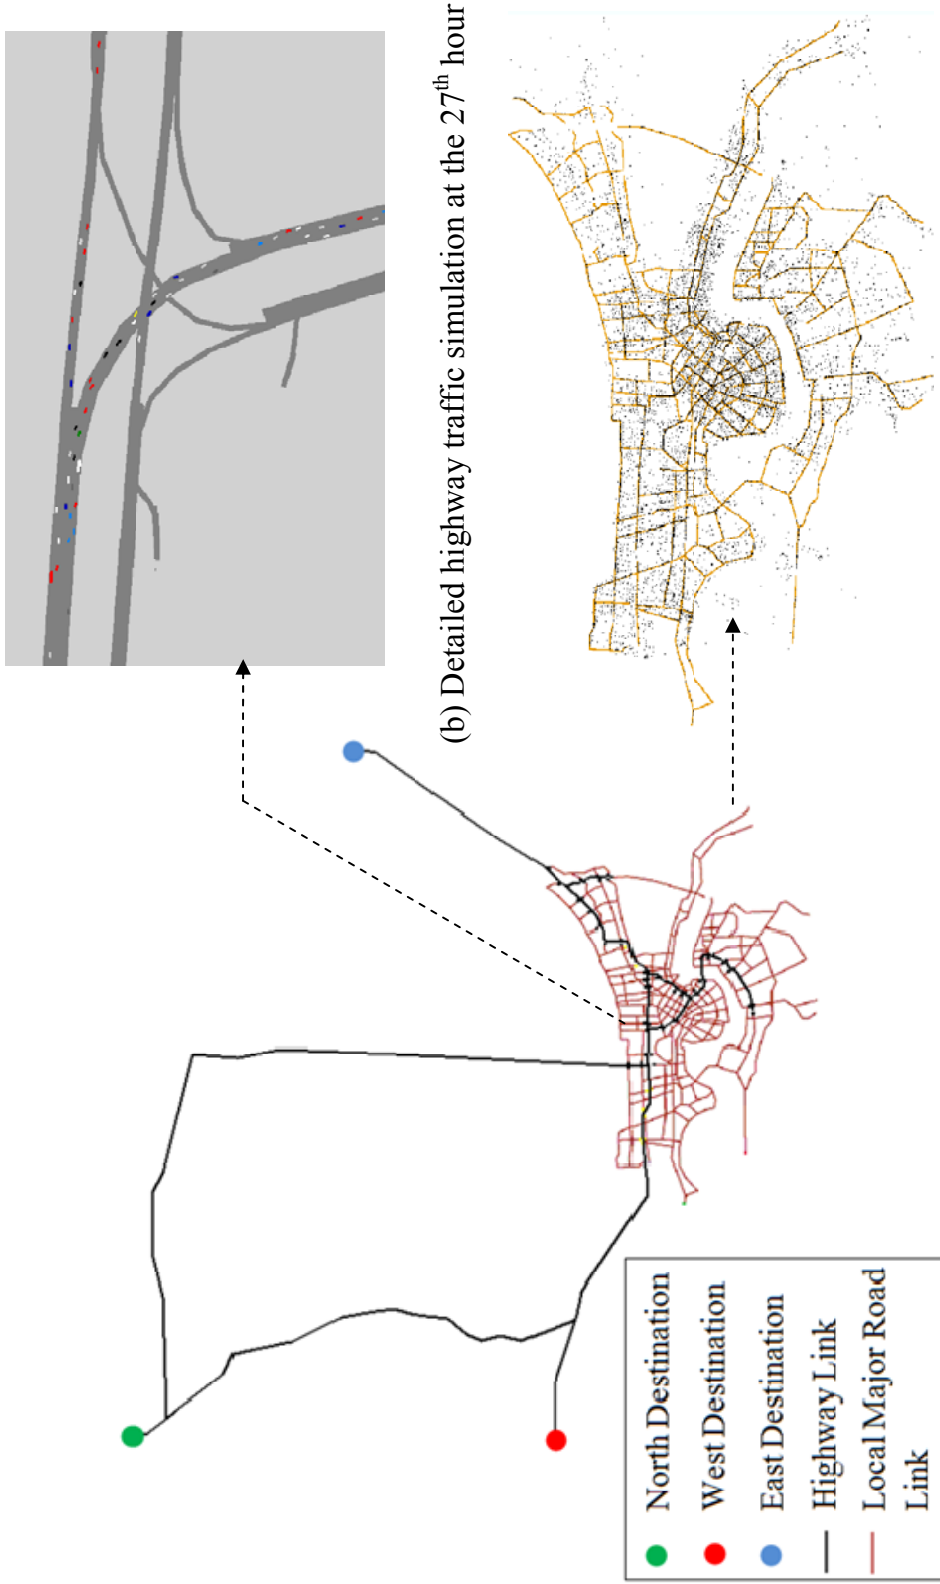 (b) Detailed highway traffic simulation at the 27th hour
North Destination
West Destination
East Destination
Highway Link
Local Major Road
Link